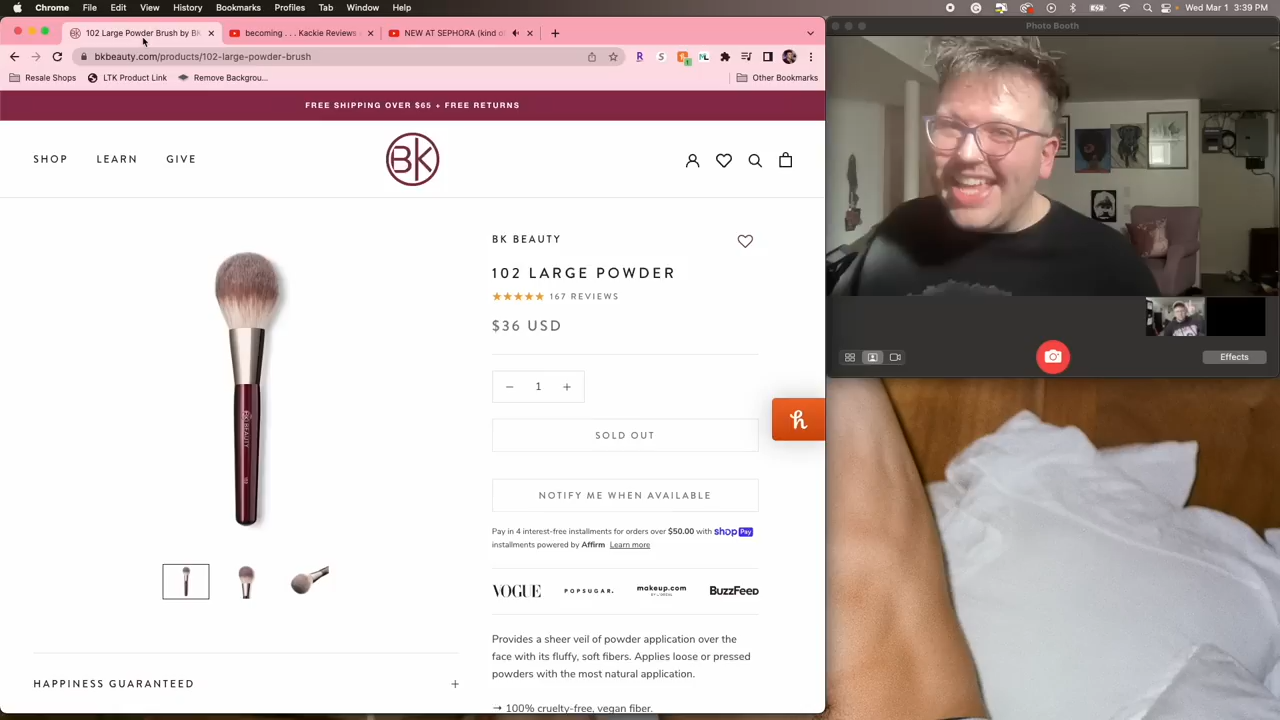 Chrome File Edit View History Bookmarks Profiles Tab Window Help
Wed Mar 1 3:39 PM
102 Large Powder Brush by BK
becoming . . . Kackie Reviews
NEW AT SEPHORA (kind of
Photo Booth
bkbeauty.com/products/102-large-powder-brush
Resale Shops LTK Product Link Remove Backgrou... Other Bookmarks
FREE SHIPPING OVER $65 + FREE RETURNS
SHOP LEARN GIVE
BK
BK BEAUTY
102 LARGE POWDER
167 REVIEWS
$36 USD
Effects
1
SOLD OUT
NOTIFY ME WHEN AVAILABLE
Pay in 4 interest-free installments for orders over $50.00 with shop Pay
installments powered by Affirm Learn more
VOGUE POPSUGAR. makeup.com BuzzFeed
Provides a sheer veil of powder application over the
face with its fluffy, soft fibers. Applies loose or pressed
powders with the most natural application.
HAPPINESS GUARANTEED
→ 100% cruelty-free, vegan fiber.